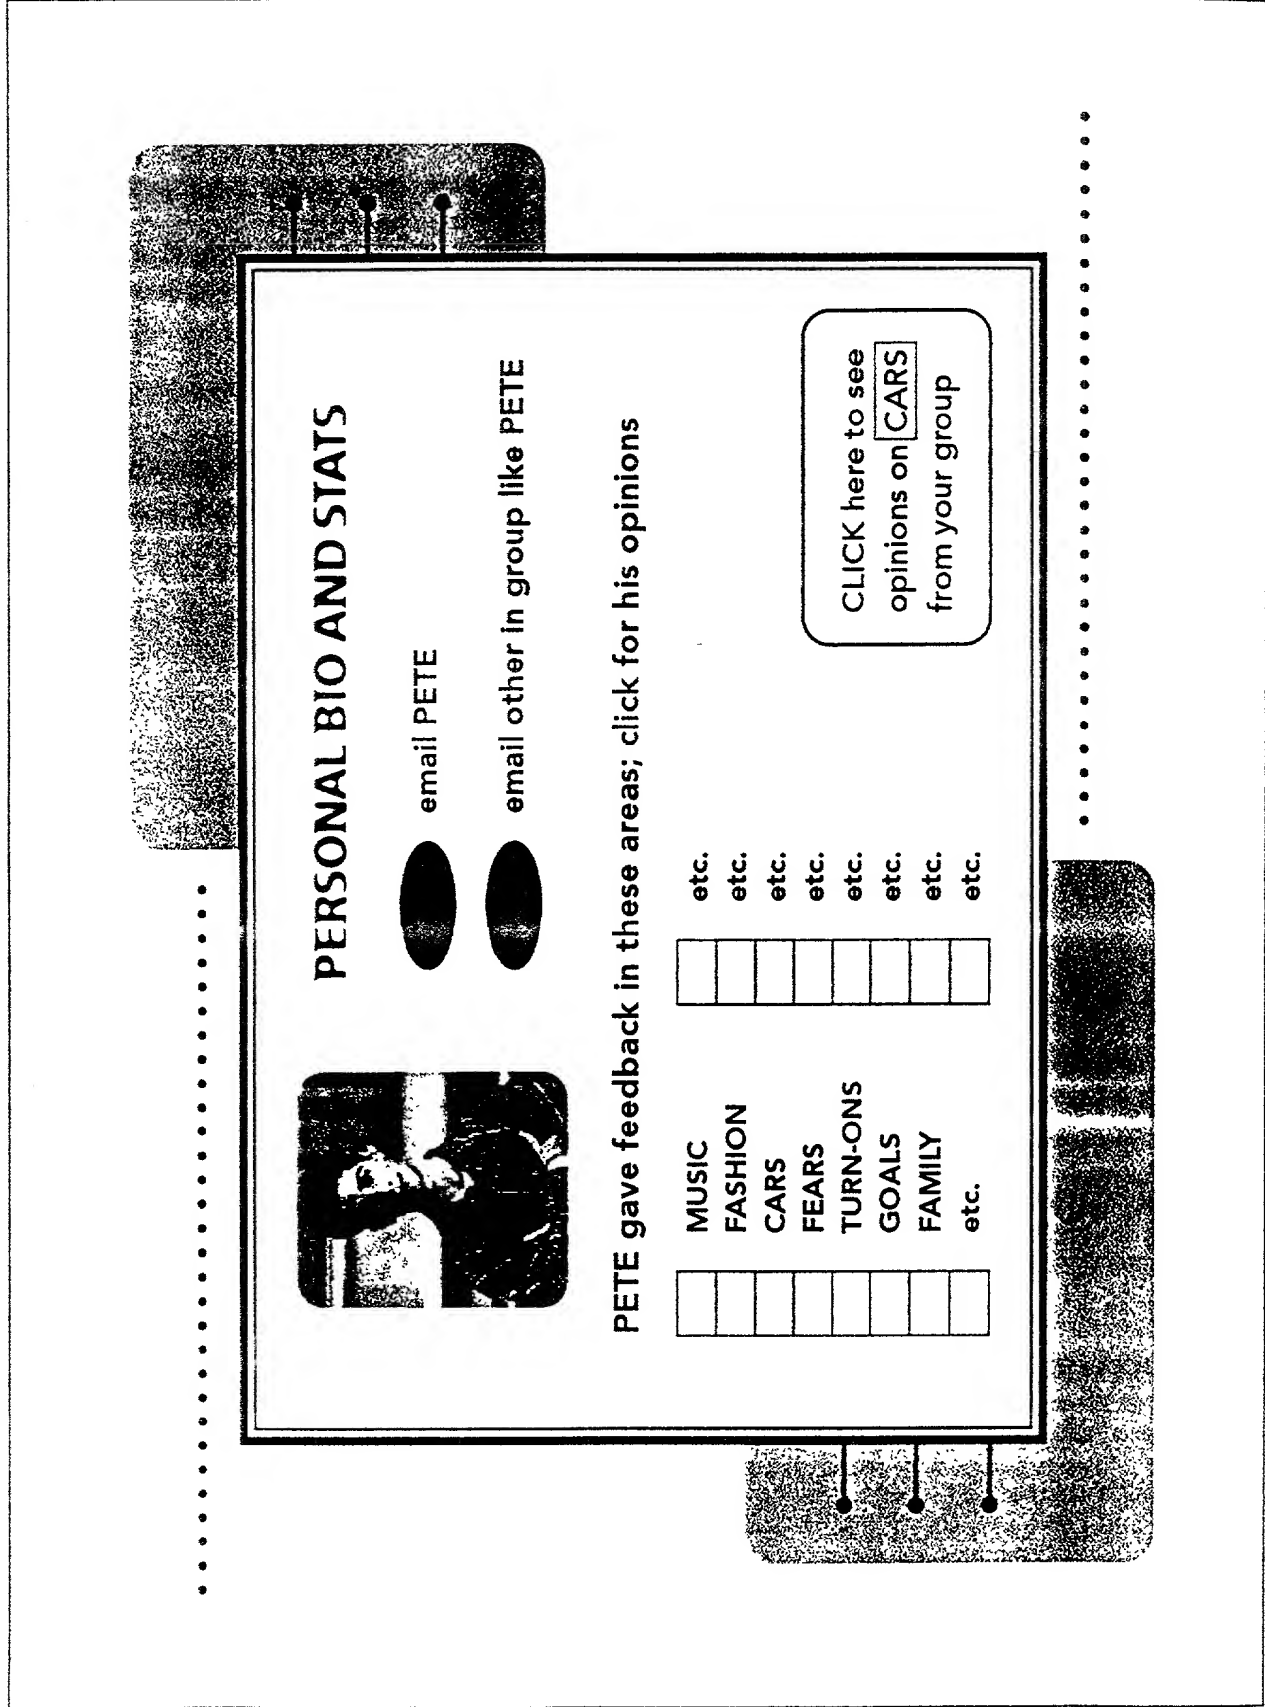 PERSONAL BIO AND STATS
email PETE
email other in group like PETE
PETE gave feedback in these areas; click for his opinions
MUSIC etc.
FASHION etc.
CARS etc.
FEARS etc.
TURN-ONS etc.
GOALS etc.
FAMILY etc.
etc. etc.
CLICK here to see
opinions on CARS
from your group